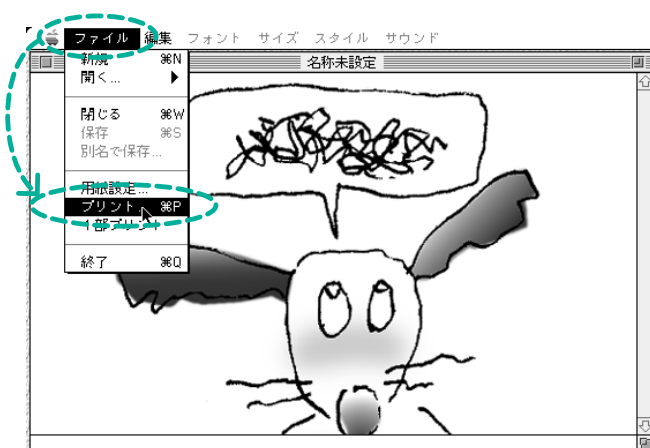 ファイル 編集 フォント サイズ スタイル サウンド
名称未設定
新規 ⌘N
開く...
閉じる ⌘W
保存 ⌘S
別名で保存...
用紙設定...
プリント... ⌘P
1部プリント
終了 ⌘Q